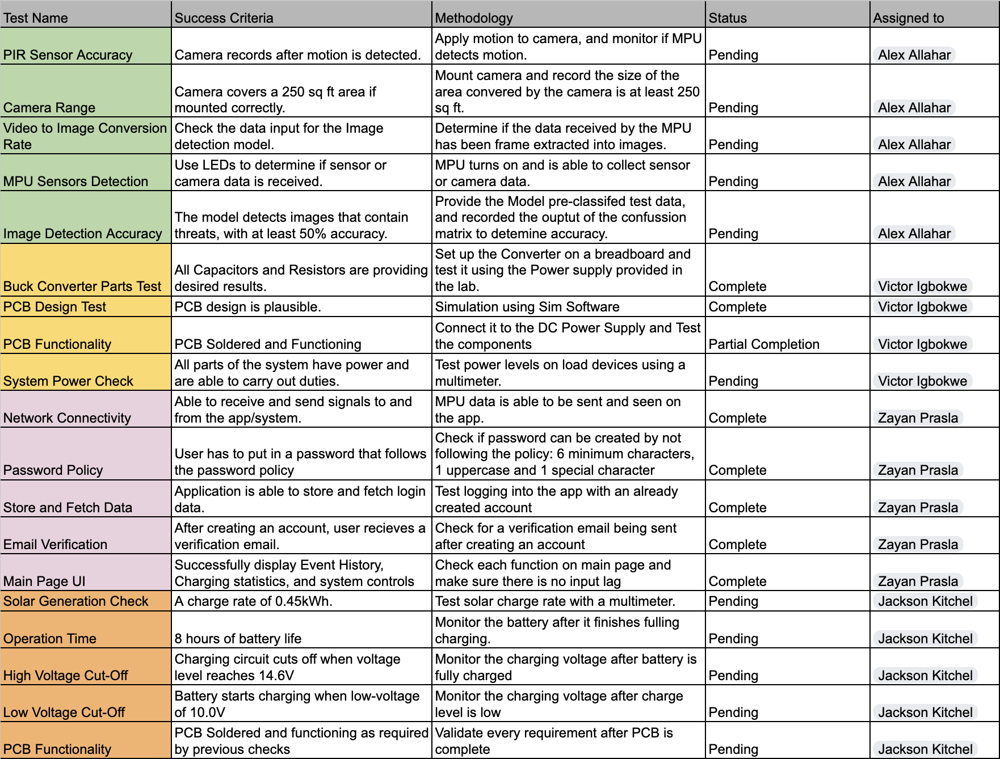 Test Name Success Criteria Methodology Status Assigned to
PIR Sensor Accuracy Camera records after motion is detected. Apply motion to camera, and monitor if MPU
detects motion. Pending Alex Allahar
Camera Range Camera covers a 250 sq ft area if
mounted correctly. Mount camera and record the size of the
area convered by the camera is at least 250
sq ft. Pending Alex Allahar
Video to Image Conversion
Rate Check the data input for the Image
detection model. Determine if the data received by the MPU
has been frame extracted into images. Pending Alex Allahar
MPU Sensors Detection Use LEDs to determine if sensor or
camera data is received. MPU turns on and is able to collect sensor
or camera data. Pending Alex Allahar
Image Detection Accuracy The model detects images that contain
threats, with at least 50% accuracy. Provide the Model pre-classifed test data,
and recorded the ouptut of the confussion
matrix to detemine accuracy. Pending Alex Allahar
Buck Converter Parts Test All Capacitors and Resistors are providing
desired results. Set up the Converter on a breadboard and
test it using the Power supply provided in
the lab. Complete Victor Igbokwe
PCB Design Test PCB design is plausible. Simulation using Sim Software Complete Victor Igbokwe
PCB Functionality PCB Soldered and Functioning Connect it to the DC Power Supply and Test
the components Partial Completion Victor Igbokwe
System Power Check All parts of the system have power and
are able to carry out duties. Test power levels on load devices using a
multimeter. Pending Victor Igbokwe
Network Connectivity Able to receive and send signals to and
from the app/system. MPU data is able to be sent and seen on
the app. Complete Zayan Prasla
Password Policy User has to put in a password that follows
the password policy Check if password can be created by not
following the policy: 6 minimum characters,
1 uppercase and 1 special character Complete Zayan Prasla
Store and Fetch Data Application is able to store and fetch login
data. Test logging into the app with an already
created account Complete Zayan Prasla
Email Verification After creating an account, user recieves a
verification email. Check for a verification email being sent
after creating an account Complete Zayan Prasla
Main Page UI Successfully display Event History,
Charging statistics, and system controls Check each function on main page and
make sure there is no input lag Complete Zayan Prasla
Solar Generation Check A charge rate of 0.45kWh. Test solar charge rate with a multimeter. Pending Jackson Kitchel
Operation Time 8 hours of battery life Monitor the battery after it finishes fulling
charging. Pending Jackson Kitchel
High Voltage Cut-Off Charging circuit cuts off when voltage
level reaches 14.6V Monitor the charging voltage after battery is
fully charged Pending Jackson Kitchel
Low Voltage Cut-Off Battery starts charging when low-voltage
of 10.0V Monitor the charging voltage after charge
level is low Pending Jackson Kitchel
PCB Functionality PCB Soldered and functioning as required
by previous checks Validate every requirement after PCB is
complete Pending Jackson Kitchel